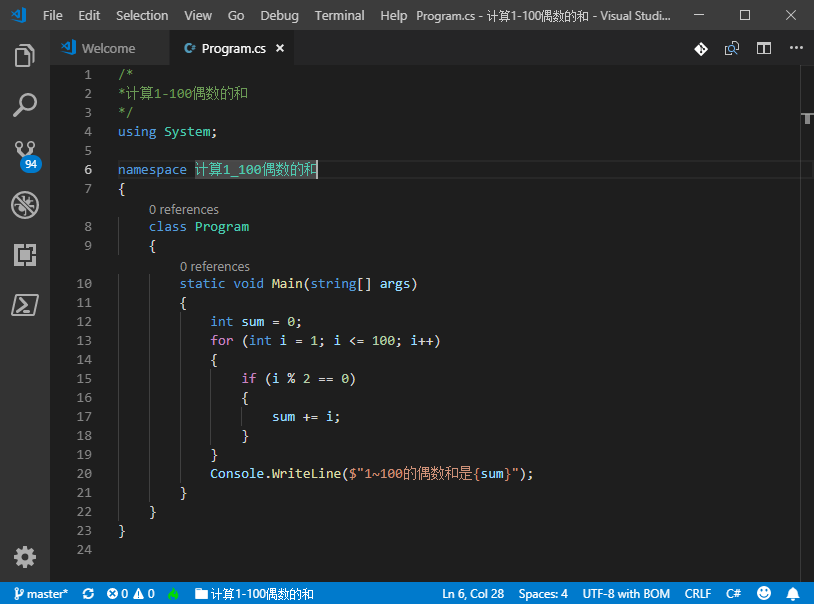 File Edit Selection View Go Debug Terminal Help Program.cs - 计算1-100偶数的和 - Visual Studi...
Welcome Program.cs
1 /*
2 *计算1-100偶数的和
3 */
4 using System;
5
6 namespace 计算1_100偶数的和
7 {
0 references
8 class Program
9 {
0 references
10 static void Main(string[] args)
11 {
12 int sum = 0;
13 for (int i = 1; i <= 100; i++)
14 {
15 if (i % 2 == 0)
16 {
17 sum += i;
18 }
19 }
20 Console.WriteLine($"1~100的偶数和是{sum}");
21 }
22 }
23 }
24
94
master* 0 0 计算1-100偶数的和 Ln 6, Col 28 Spaces: 4 UTF-8 with BOM CRLF C#